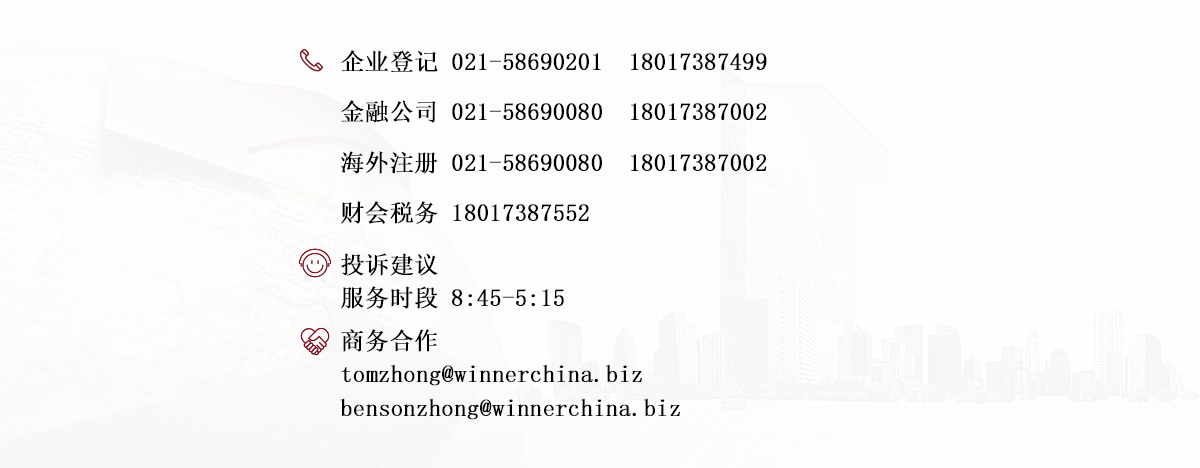 企业登记 021-58690201 18017387499
金融公司 021-58690080 18017387002
海外注册 021-58690080 18017387002
财会税务 18017387552
投诉建议
服务时段 8:45-5:15
商务合作
tomzhong@winnerchina.biz
bensonzhong@winnerchina.biz